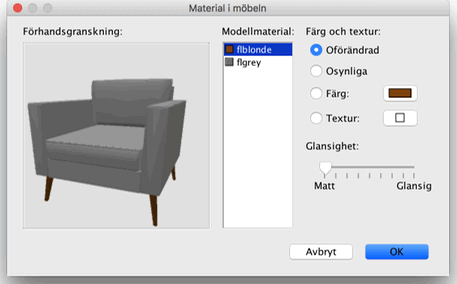 Material i möbeln
Förhandsgranskning:
Modellmaterial:
flblonde
flgrey
Färg och textur:
Oförändrad
Osynliga
Färg:
Textur:
Glansighet:
Matt
Glansig
Avbryt
OK